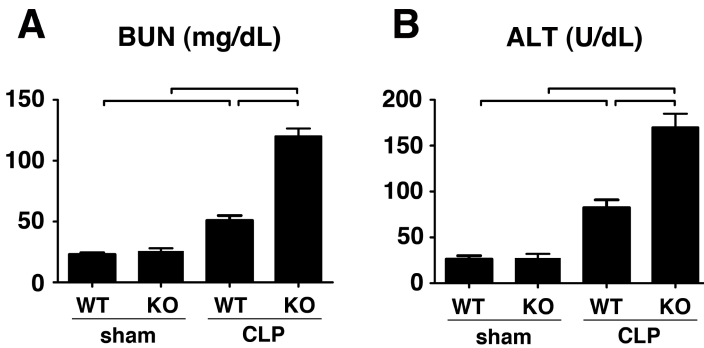 A
BUN (mg/dL)
150
100
50
0
WT KO WT KO
sham CLP
B
ALT (U/dL)
200
150
100
50
0
WT KO WT KO
sham CLP